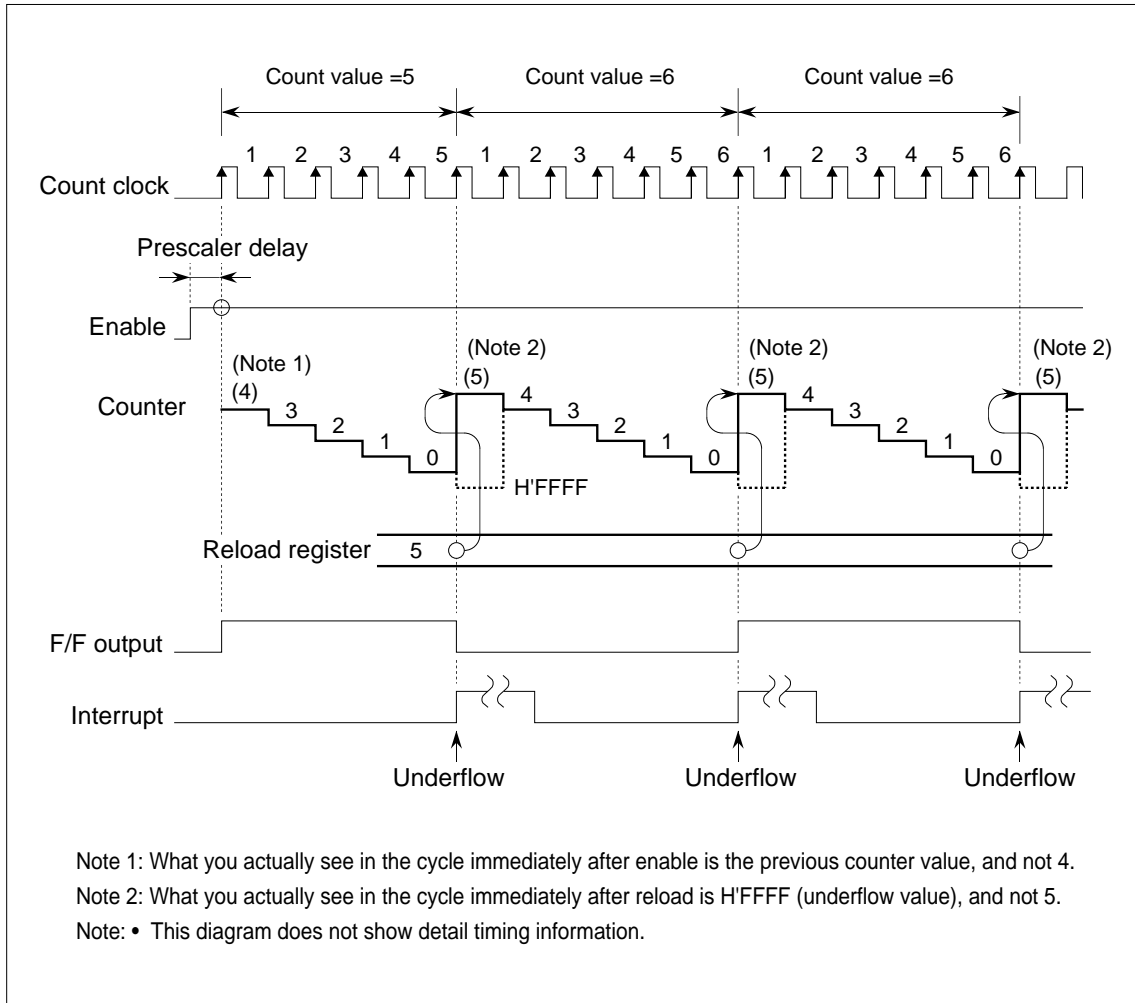 Count value =5 Count value =6 Count value =6
1 2 3 4 5 1 2 3 4 5 6 1 2 3 4 5 6
Count clock
Prescaler delay
Enable
(Note 1) (Note 2) (Note 2) (Note 2)
(4) (5) (5) (5)
Counter 3 2 1 0 4 3 2 1 0 4 3 2 1 0
H'FFFF
Reload register 5
F/F output
Interrupt
Underflow Underflow Underflow
Note 1: What you actually see in the cycle immediately after enable is the previous counter value, and not 4.
Note 2: What you actually see in the cycle immediately after reload is H'FFFF (underflow value), and not 5.
Note: • This diagram does not show detail timing information.